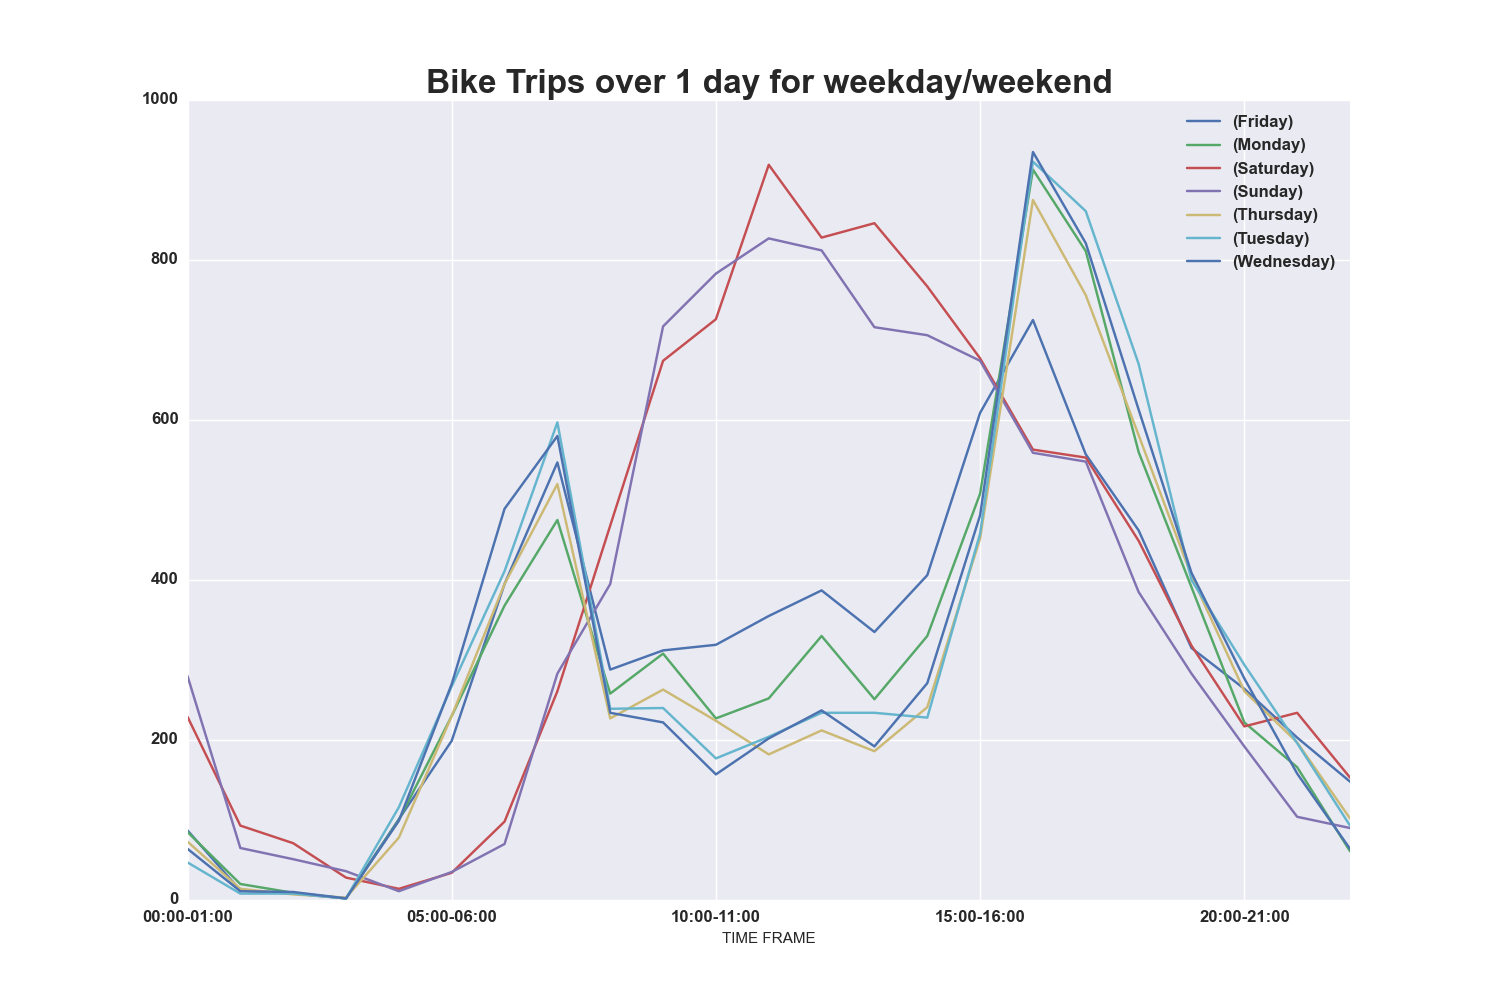 Bike Trips over 1 day for weekday/weekend
1000
800
600
400
200
0
(Friday)
(Monday)
(Saturday)
(Sunday)
(Thursday)
(Tuesday)
(Wednesday)
00:00-01:00 05:00-06:00 10:00-11:00 15:00-16:00 20:00-21:00
TIME FRAME